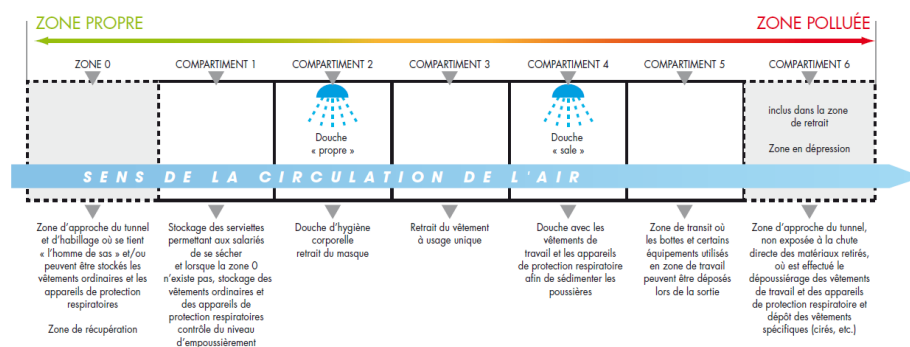 ZONE PROPRE
ZONE POLLUÉE
ZONE 0
COMPARTIMENT 1
COMPARTIMENT 2
COMPARTIMENT 3
COMPARTIMENT 4
COMPARTIMENT 5
COMPARTIMENT 6
Douche
« propre »
Douche
« sale »
inclus dans la zone
de retrait
Zone en dépression
SENS DE LA CIRCULATION DE L'AIR
Zone d'approche du tunnel
et d'habillage où se tient
« l'homme de sas » et/ou
peuvent être stockés les
vêtements ordinaires et les
appareils de protection
respiratoires
Zone de récupération
Stockage des serviettes
permettant aux salariés
de se sécher
et lorsque la zone 0
n'existe pas, stockage des
vêtements ordinaires et
des appareils de
protection respiratoires
contrôle du niveau
d'empoussièrement
Douche d'hygiène
corporelle
retrait du masque
Retrait du vêtement
à usage unique
Douche avec les
vêtements de
travail et les appareils
de protection respiratoire
afin de sédimenter les
poussières
Zone de transit où
les bottes et certains
équipements utilisés
en zone de travail
peuvent être déposés
lors de la sortie
Zone d'approche du tunnel,
non exposée à la chute
directe des matériaux retirés,
où est effectué le
dépoussiérage des vêtements
de travail et des appareils
de protection respiratoire et
dépôt des vêtements
spécifiques (cirés, etc.)